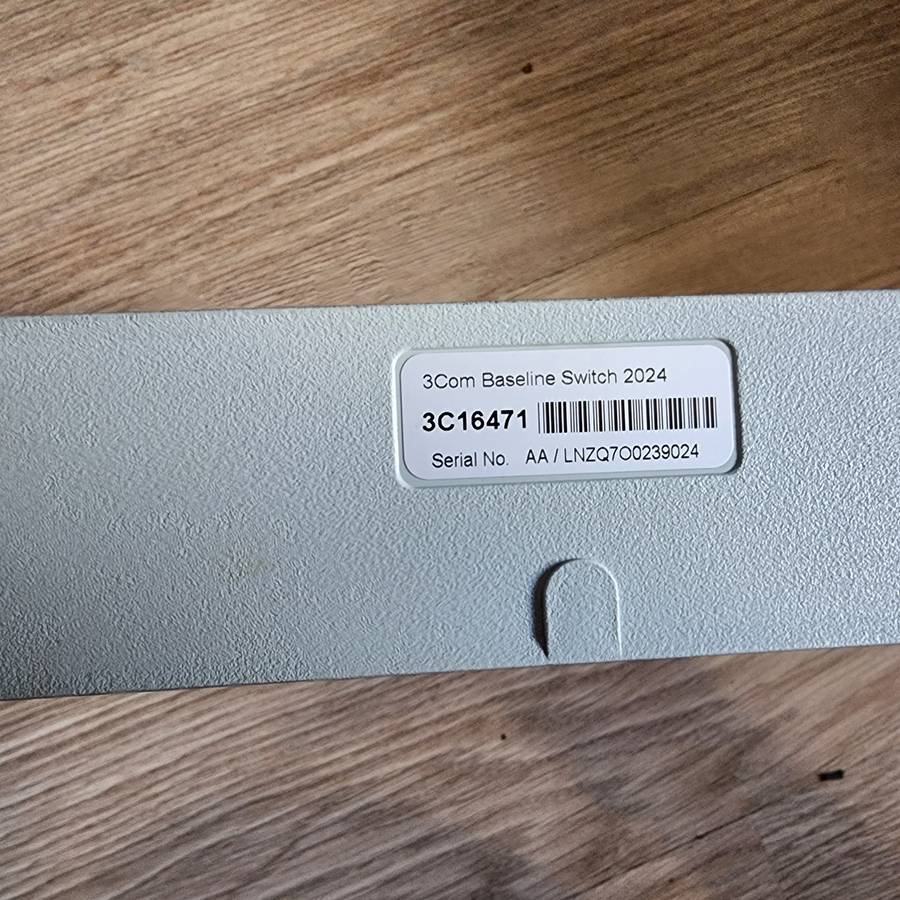 3Com Baseline Switch 2024
3C16471
Serial No. AA / LNZQ7O0239024